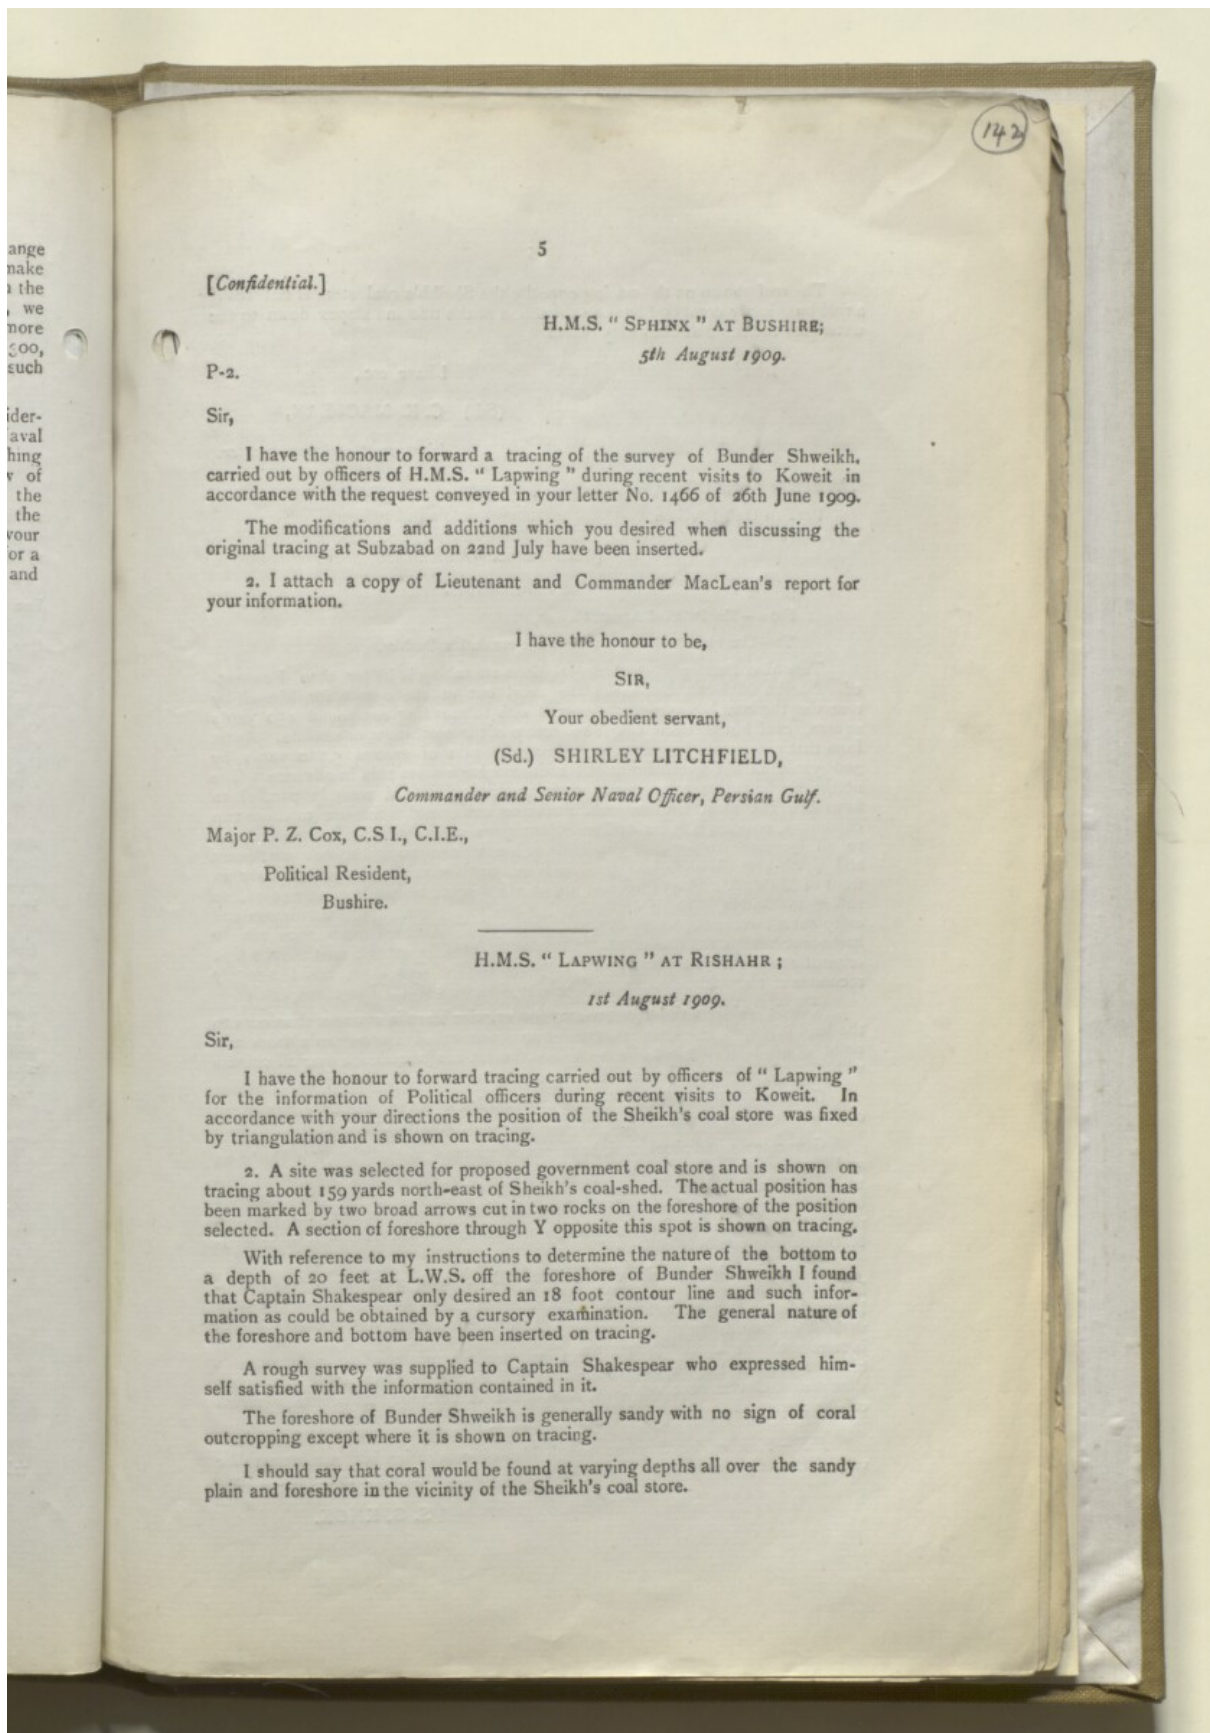 142
ange
make
the
, we
more
500,
such
ider-
aval
hing
of
the
the
your
or a
and
5
[Confidential.]
H.M.S. “ SPHINX ” AT BUSHIRE;
5th August 1909.
P-2.
Sir,
I have the honour to forward a tracing of the survey of Bunder Shweikh,
carried out by officers of H.M.S. “ Lapwing ” during recent visits to Koweit in
accordance with the request conveyed in your letter No. 1466 of 26th June 1909.
The modifications and additions which you desired when discussing the
original tracing at Subzabad on 22nd July have been inserted.
2. I attach a copy of Lieutenant and Commander MacLean's report for
your information.
I have the honour to be,
SIR,
Your obedient servant,
(Sd.) SHIRLEY LITCHFIELD,
Commander and Senior Naval Officer, Persian Gulf.
Major P. Z. Cox, C.S I., C.I.E.,
Political Resident,
Bushire.
H.M.S. “ LAPWING ” AT RISHAHR ;
1st August 1909.
Sir,
I have the honour to forward tracing carried out by officers of “ Lapwing ”
for the information of Political officers during recent visits to Koweit. In
accordance with your directions the position of the Sheikh's coal store was fixed
by triangulation and is shown on tracing.
2. A site was selected for proposed government coal store and is shown on
tracing about 159 yards north-east of Sheikh's coal-shed. The actual position has
been marked by two broad arrows cut in two rocks on the foreshore of the position
selected. A section of foreshore through Y opposite this spot is shown on tracing.
With reference to my instructions to determine the nature of the bottom to
a depth of 20 feet at L.W.S. off the foreshore of Bunder Shweikh I found
that Captain Shakespear only desired an 18 foot contour line and such infor-
mation as could be obtained by a cursory examination. The general nature of
the foreshore and bottom have been inserted on tracing.
A rough survey was supplied to Captain Shakespear who expressed him-
self satisfied with the information contained in it.
The foreshore of Bunder Shweikh is generally sandy with no sign of coral
outcropping except where it is shown on tracing.
I should say that coral would be found at varying depths all over the sandy
plain and foreshore in the vicinity of the Sheikh's coal store.